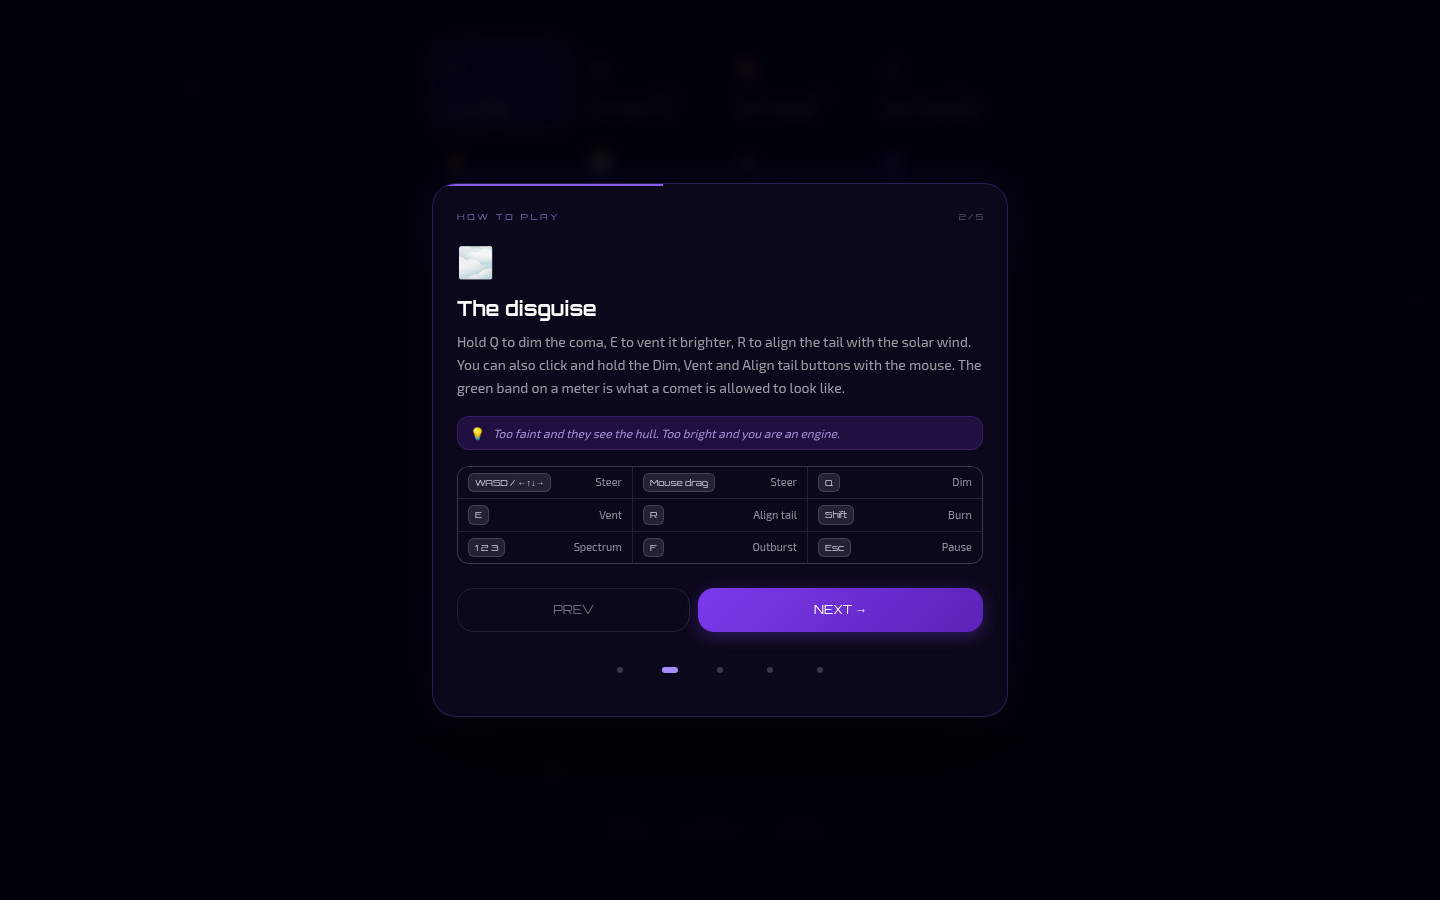 HOW TO PLAY
2/5
The disguise
Hold Q to dim the coma, E to vent it brighter, R to align the tail with the solar wind.
You can also click and hold the Dim, Vent and Align tail buttons with the mouse. The
green band on a meter is what a comet is allowed to look like.
💡 Too faint and they see the hull. Too bright and you are an engine.
WASD / ←↑↓→ Steer Mouse drag Steer Q Dim
E Vent R Align tail Shift Burn
1 2 3 Spectrum F Outburst Esc Pause
PREV NEXT →